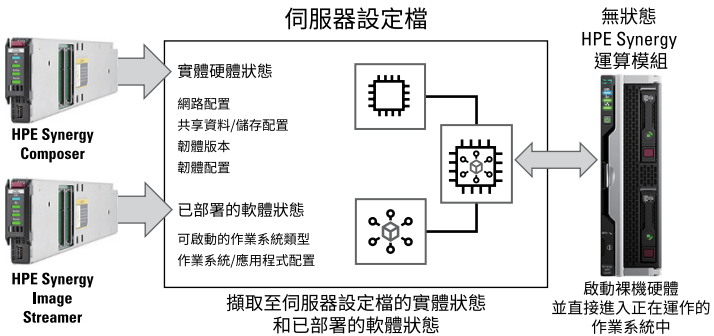 伺服器設定檔
無狀態
HPE Synergy
運算模組
HPE Synergy
Composer
實體硬體狀態
網路配置
共享資料/儲存配置
韌體版本
韌體配置
HPE Synergy
Image
Streamer
已部署的軟體狀態
可啟動的作業系統類型
作業系統/應用程式配置
擷取至伺服器設定檔的實體狀態
和已部署的軟體狀態
啟動裸機硬體
並直接進入正在運作的
作業系統中